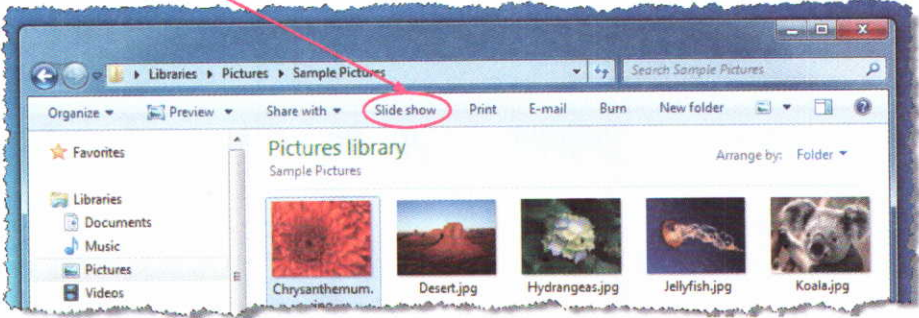 Libraries ▸ Pictures ▸ Sample Pictures
Search Sample Pictures
Organize Preview Share with Slide show Print E-mail Burn New folder
Favorites
Pictures library
Sample Pictures
Arrange by: Folder
Libraries
Documents
Music
Pictures
Videos
Chrysanthemum.
Desert.jpg
Hydrangeas.jpg
Jellyfish.jpg
Koala.jpg